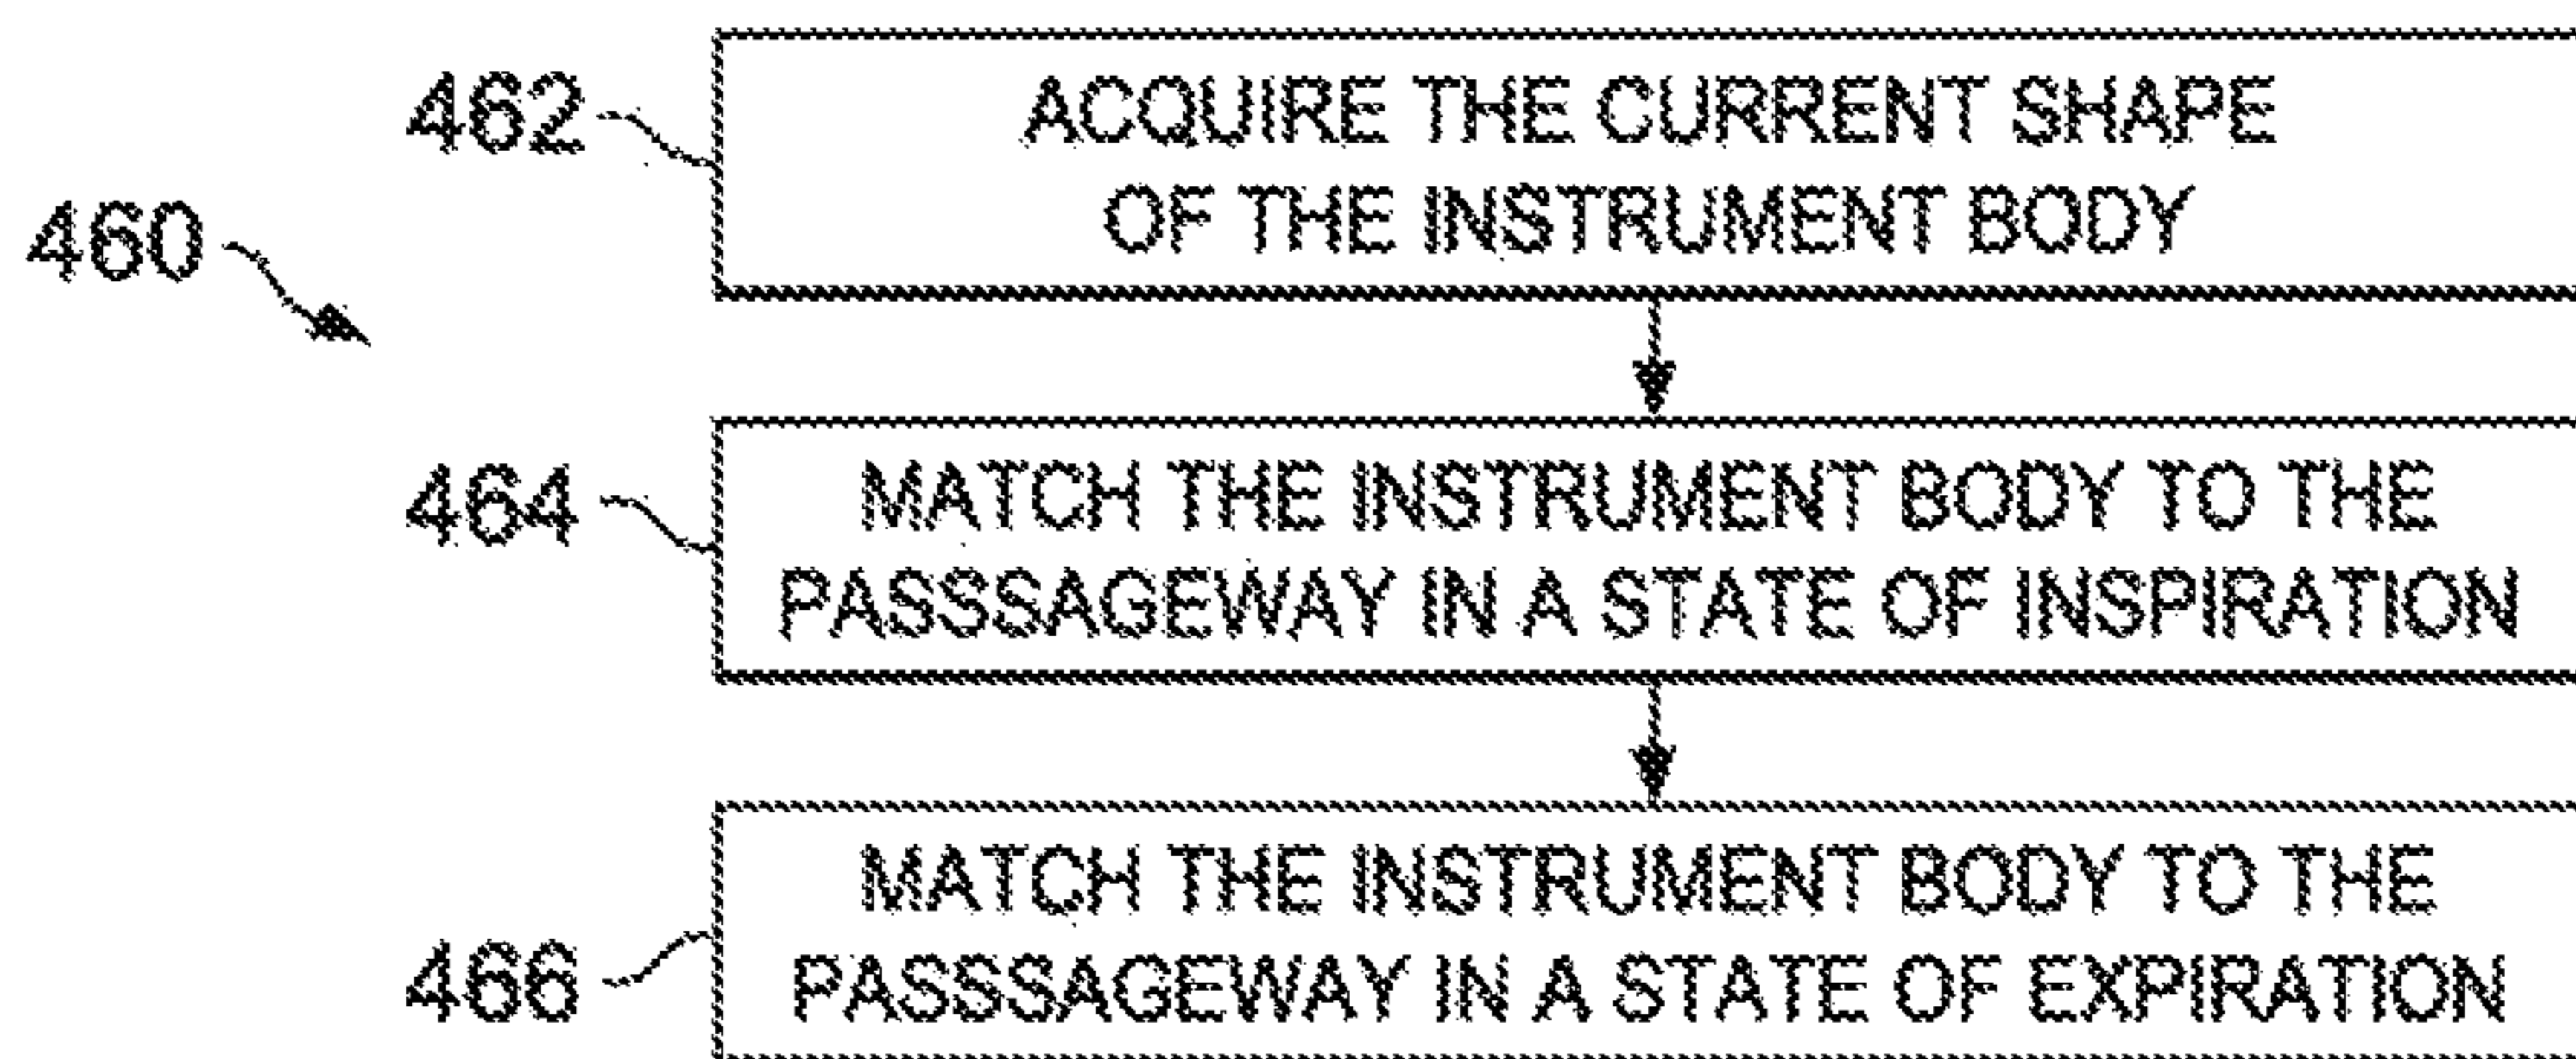 462
ACQUIRE THE CURRENT SHAPE
OF THE INSTRUMENT BODY
460
464
MATCH THE INSTRUMENT BODY TO THE
PASSSAGEWAY IN A STATE OF INSPIRATION
466
MATCH THE INSTRUMENT BODY TO THE
PASSSAGEWAY IN A STATE OF EXPIRATION